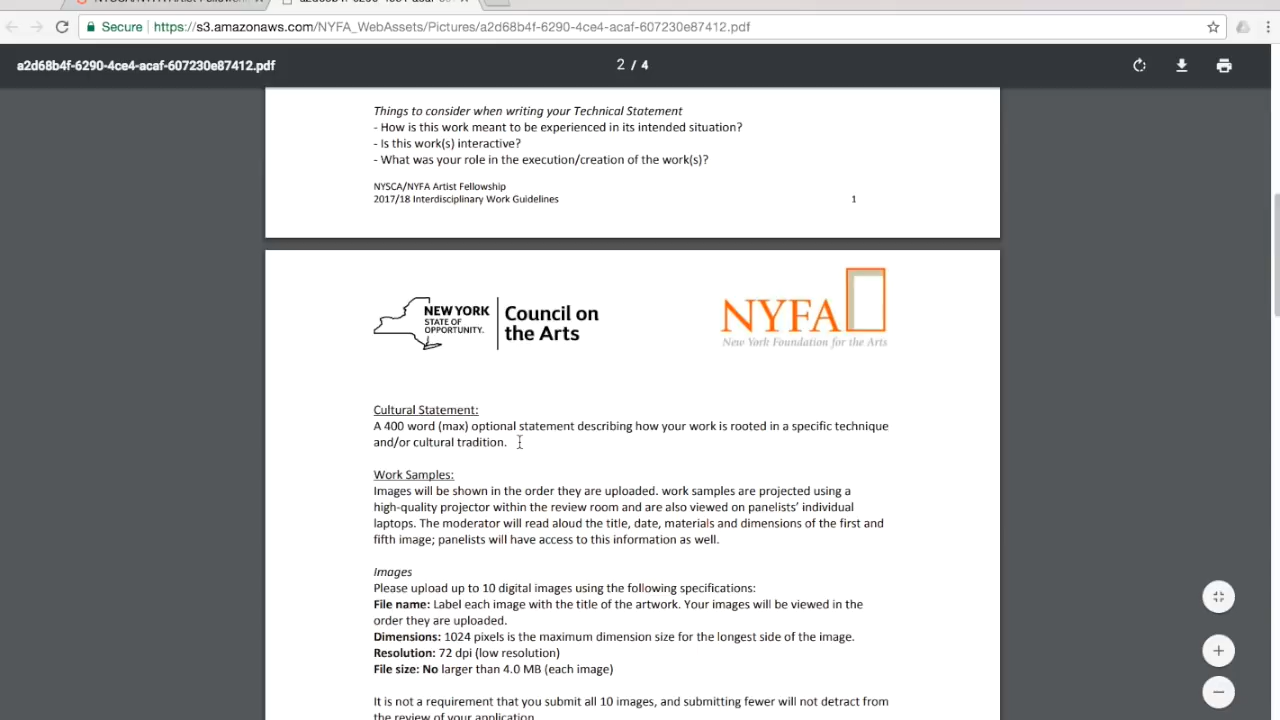 Secure https://s3.amazonaws.com/NYFA_WebAssets/Pictures/a2d68b4f-6290-4ce4-acaf-607230e87412.pdf
a2d68b4f-6290-4ce4-acaf-607230e87412.pdf
2 / 4
Things to consider when writing your Technical Statement
- How is this work meant to be experienced in its intended situation?
- Is this work(s) interactive?
- What was your role in the execution/creation of the work(s)?
NYSCA/NYFA Artist Fellowship
2017/18 Interdisciplinary Work Guidelines 1
NEW YORK
STATE OF
OPPORTUNITY.
Council on
the Arts
NYFA
New York Foundation for the Arts
Cultural Statement:
A 400 word (max) optional statement describing how your work is rooted in a specific technique
and/or cultural tradition.
Work Samples:
Images will be shown in the order they are uploaded. work samples are projected using a
high-quality projector within the review room and are also viewed on panelists' individual
laptops. The moderator will read aloud the title, date, materials and dimensions of the first and
fifth image; panelists will have access to this information as well.
Images
Please upload up to 10 digital images using the following specifications:
File name: Label each image with the title of the artwork. Your images will be viewed in the
order they are uploaded.
Dimensions: 1024 pixels is the maximum dimension size for the longest side of the image.
Resolution: 72 dpi (low resolution)
File size: No larger than 4.0 MB (each image)
It is not a requirement that you submit all 10 images, and submitting fewer will not detract from
the review of your application.